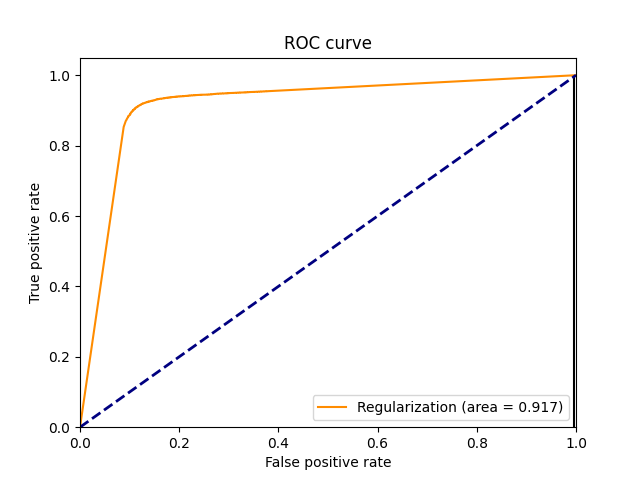 ROC curve
1.0
0.8
0.6
0.4
0.2
0.0
True positive rate
Regularization (area = 0.917)
0.0 0.2 0.4 0.6 0.8 1.0
False positive rate